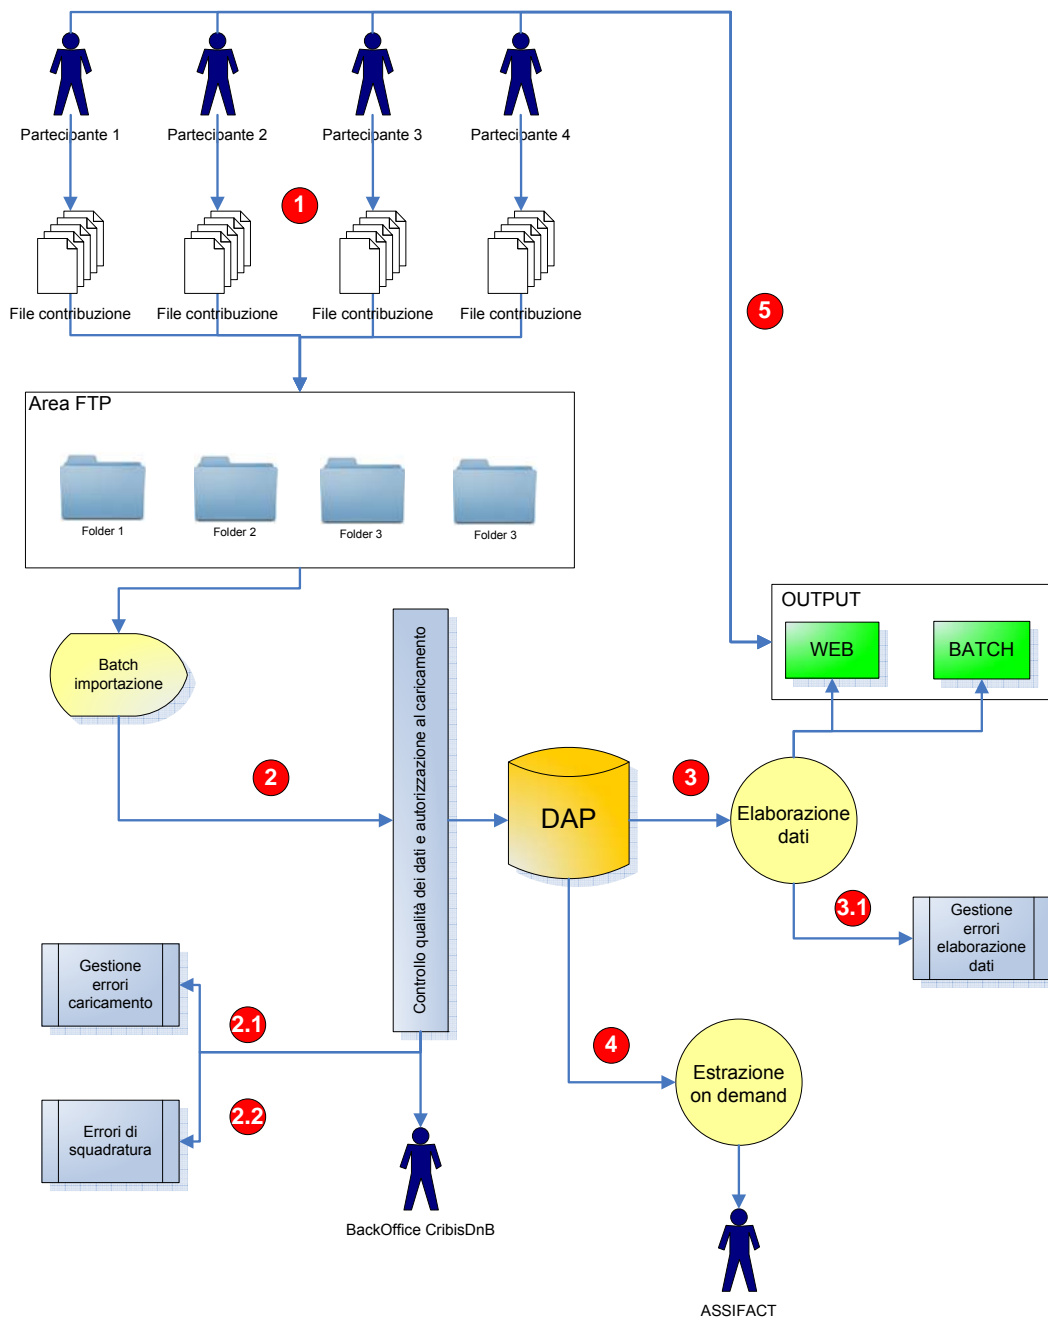 Partecipante 1
Partecipante 2
Partecipante 3
Partecipante 4
1
File contribuzione
File contribuzione
File contribuzione
File contribuzione
5
Area FTP
Folder 1
Folder 2
Folder 3
Folder 3
OUTPUT
WEB
BATCH
Batch
importazione
Controllo qualità dei dati e autorizzazione al caricamento
2
DAP
3
Elaborazione
dati
3.1
Gestione
errori
elaborazione
dati
Gestione
errori
caricamento
2.1
4
Estrazione
on demand
2.2
Errori di
squadratura
BackOffice CribisDnB
ASSIFACT